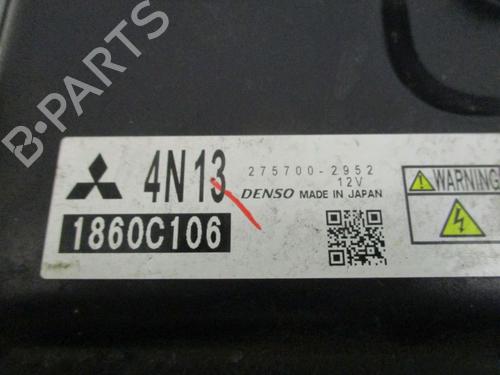 B-PARTS
4N13
275700-2952
12V
DENSO MADE IN JAPAN
1860C106
WARNING